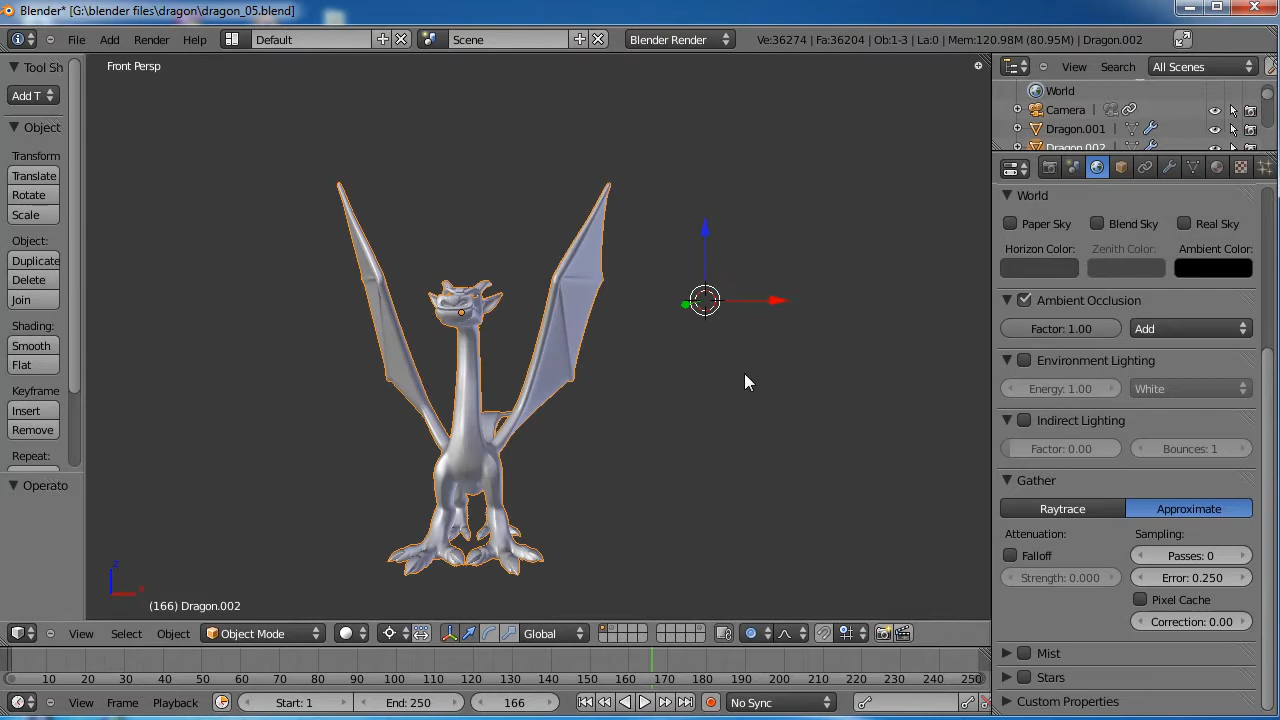 Blender* [G:\blender files\dragon\dragon_05.blend]
File Add Render Help Default Scene Blender Render Ve:36274 | Fa:36204 | Ob:1-3 | La:0 | Mem:120.98M (80.95M) | Dragon.002
Tool Sh
Add T
Object
Transform
Translate
Rotate
Scale
Object:
Duplicate
Delete
Join
Shading:
Smooth
Flat
Keyframe
Insert
Remove
Repeat:
Operato
Front Persp
(166) Dragon.002
z
x
View Search All Scenes
World
Camera
Dragon.001
Dragon.002
World
Paper Sky Blend Sky Real Sky
Horizon Color: Zenith Color: Ambient Color:
Ambient Occlusion
Factor: 1.00 Add
Environment Lighting
Energy: 1.00 White
Indirect Lighting
Factor: 0.00 Bounces: 1
Gather
Raytrace Approximate
Attenuation: Sampling:
Falloff Passes: 0
Strength: 0.000 Error: 0.250
Pixel Cache
Correction: 0.00
Mist
Stars
Custom Properties
View Select Object Object Mode Global
10 20 30 40 50 60 70 80 90 100 110 120 130 140 150 160 170 180 190 200 210 220 230 240 250
View Frame Playback Start: 1 End: 250 166 No Sync